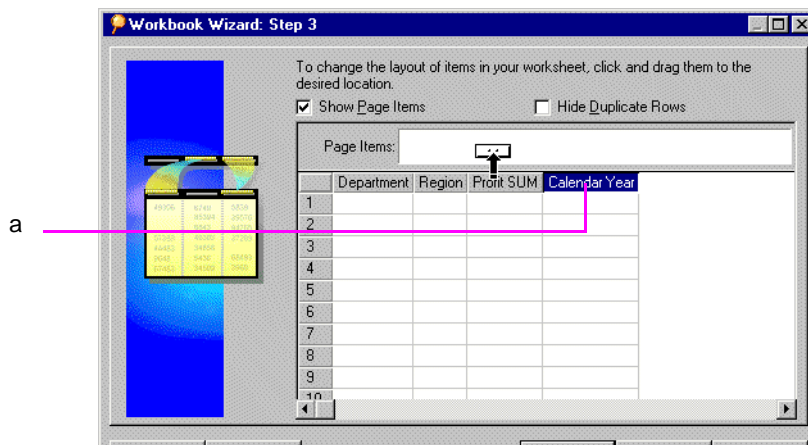 Workbook Wizard: Step 3
To change the layout of items in your worksheet, click and drag them to the
desired location.
Show Page Items
Hide Duplicate Rows
Page Items:
Department Region Profit SUM Calendar Year
a
1
2
3
4
5
6
7
8
9
10